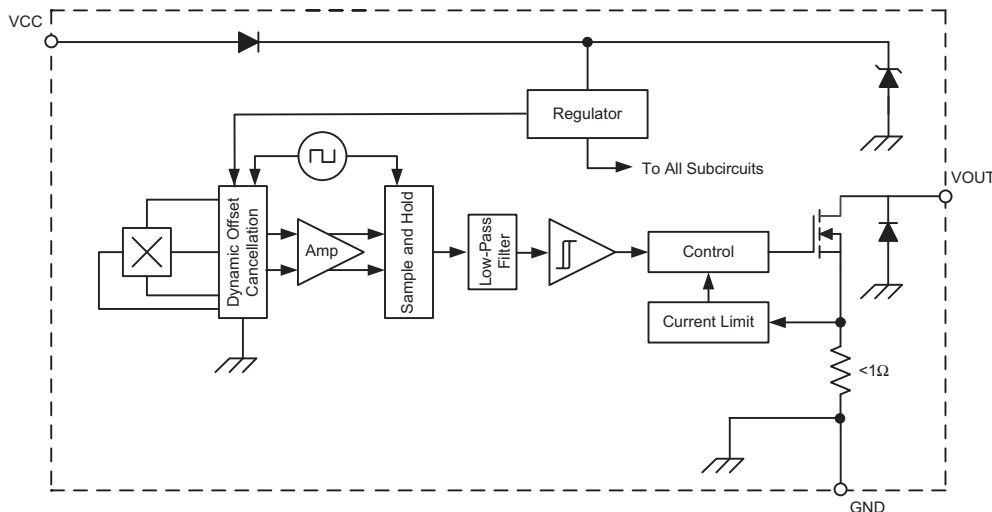 VCC
Regulator
To All Subcircuits
VOUT
Dynamic Offset
Cancellation
Amp
Sample and Hold
Low-Pass
Filter
Control
Current Limit
<1Ω
GND